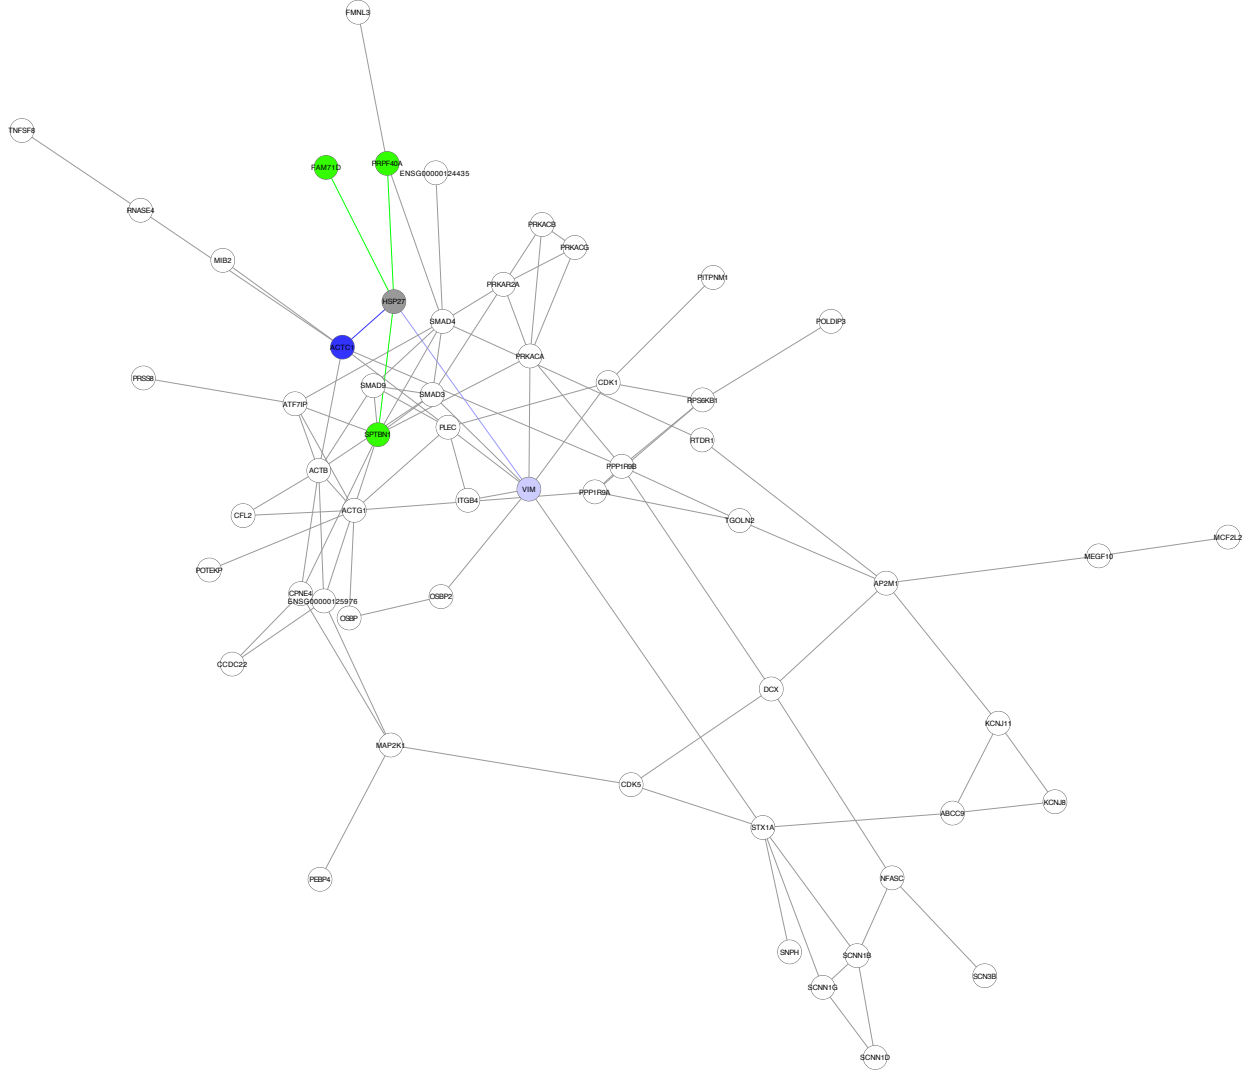 FMNL3
TNFSF8
FAM71D
PRPF40A
ENSG00000124435
RNASE4
PRKACB
PRKACG
MIB2
PRKAR2A
PITPNM1
HSP27
SMAD4
POLDIP3
ACTC1
PRKACA
PRSS8
SMAD9
SMAD3
CDK1
ATF7IP
RPS6KB1
SPTBN1
PLEC
RTDR1
ACTB
PPP1R9B
VIM
PPP1R9A
ITGB4
CFL2
ACTG1
TGOLN2
MCF2L2
MEGF10
POTEKP
AP2M1
CPNE4
ENSG00000125976
OSBP2
OSBP
CCDC22
DCX
KCNJ11
MAP2K1
CDK5
KCNJ8
ABCC9
STX1A
PEBP4
NFASC
SNPH
SCNN1B
SCN3B
SCNN1G
SCNN1D